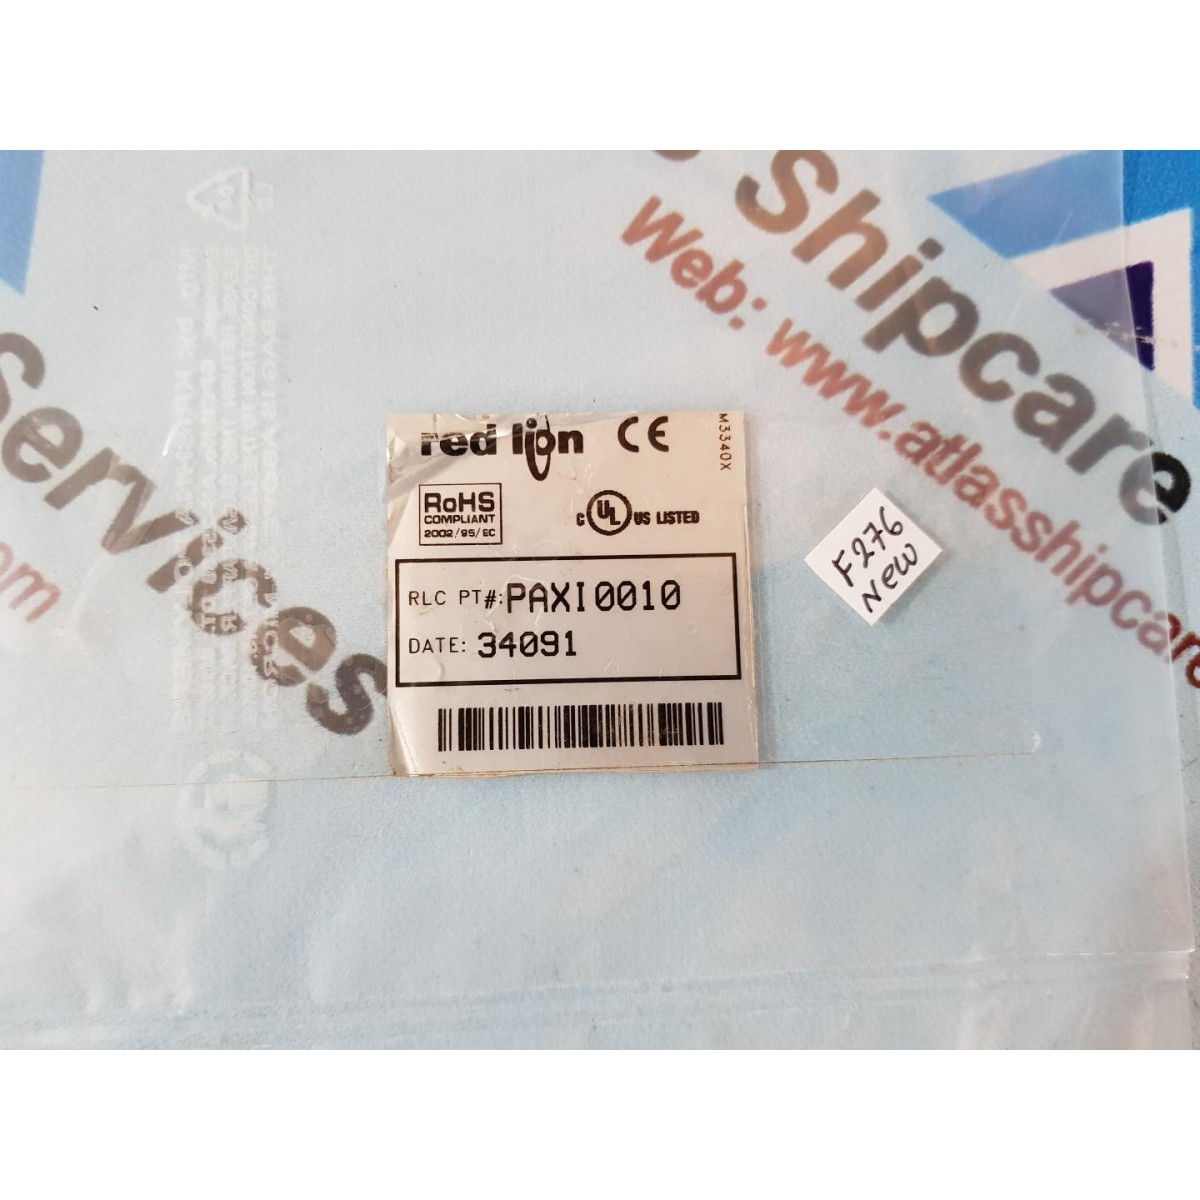 Shipcare
Web: www.atlasshipcare
Services
om
red lion CE
M3340X
RoHS
COMPLIANT
2002/95/EC
C UL US LISTED
RLC PT#: PAXI0010
DATE: 34091
F276
New